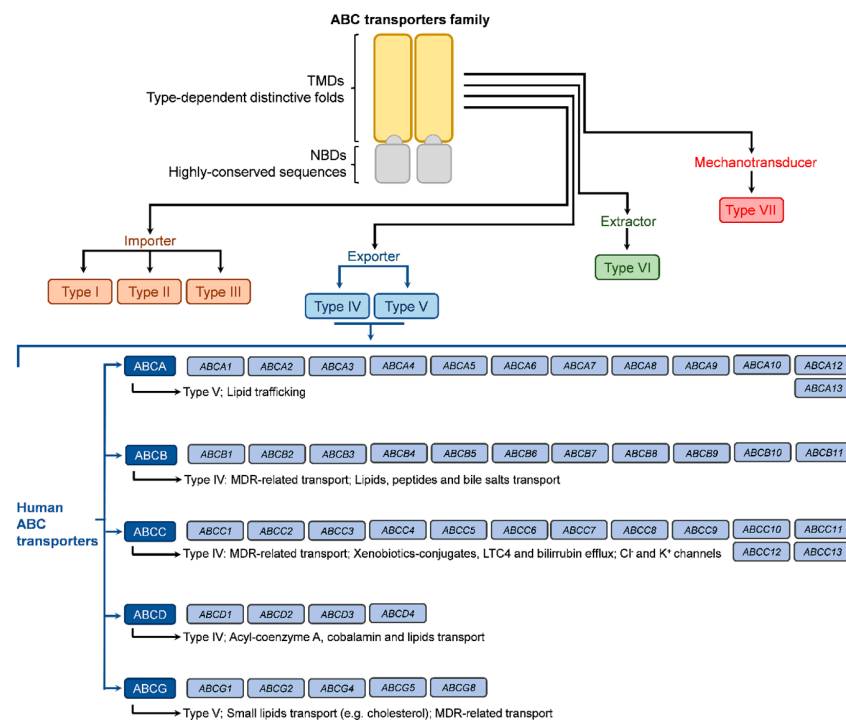 ABC transporters family
TMDs
Type-dependent distinctive folds
NBDs
Highly-conserved sequences
Mechanotransducer
Type VII
Extractor
Type VI
Importer
Type I Type II Type III
Exporter
Type IV Type V
Human
ABC
transporters
ABCA ABCA1 ABCA2 ABCA3 ABCA4 ABCA5 ABCA6 ABCA7 ABCA8 ABCA9 ABCA10 ABCA12
ABCA13
Type V; Lipid trafficking
ABCB ABCB1 ABCB2 ABCB3 ABCB4 ABCB5 ABCB6 ABCB7 ABCB8 ABCB9 ABCB10 ABCB11
Type IV: MDR-related transport; Lipids, peptides and bile salts transport
ABCC ABCC1 ABCC2 ABCC3 ABCC4 ABCC5 ABCC6 ABCC7 ABCC8 ABCC9 ABCC10 ABCC11
Type IV: MDR-related transport; Xenobiotics-conjugates, LTC4 and bilirrubin efflux; Cl⁻ and K⁺ channels ABCC12 ABCC13
ABCD ABCD1 ABCD2 ABCD3 ABCD4
Type IV; Acyl-coenzyme A, cobalamin and lipids transport
ABCG ABCG1 ABCG2 ABCG4 ABCG5 ABCG8
Type V; Small lipids transport (e.g. cholesterol); MDR-related transport